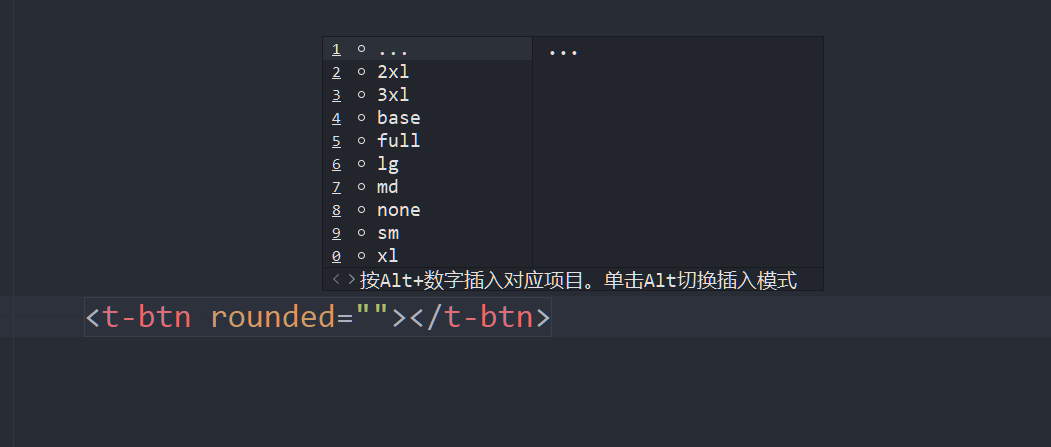 1 ... ...
2 2xl
3 3xl
4 base
5 full
6 lg
7 md
8 none
9 sm
0 xl
按Alt+数字插入对应项目。单击Alt切换插入模式
<t-btn rounded=""></t-btn>